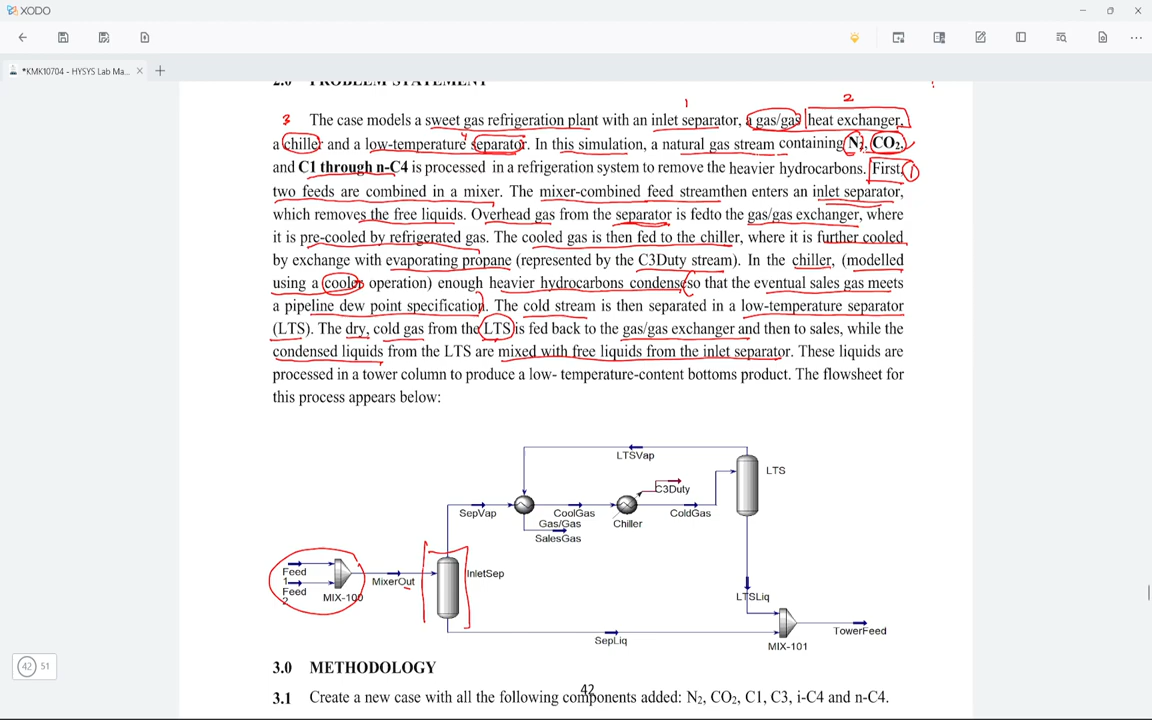 XODO
*KMK10704 - HYSYS Lab Ma...
2.0 PROBLEM STATEMENT
1
2
3 The case models a sweet gas refrigeration plant with an inlet separator, a gas/gas heat exchanger,
4
a chiller and a low-temperature separator. In this simulation, a natural gas stream containing N2, CO2,
and C1 through n-C4 is processed in a refrigeration system to remove the heavier hydrocarbons. First, 1
two feeds are combined in a mixer. The mixer-combined feed streamthen enters an inlet separator,
which removes the free liquids. Overhead gas from the separator is fedto the gas/gas exchanger, where
it is pre-cooled by refrigerated gas. The cooled gas is then fed to the chiller, where it is further cooled
by exchange with evaporating propane (represented by the C3Duty stream). In the chiller, (modelled
using a cooler operation) enough heavier hydrocarbons condense so that the eventual sales gas meets
a pipeline dew point specification. The cold stream is then separated in a low-temperature separator
(LTS). The dry, cold gas from the LTS is fed back to the gas/gas exchanger and then to sales, while the
condensed liquids from the LTS are mixed with free liquids from the inlet separator. These liquids are
processed in a tower column to produce a low- temperature-content bottoms product. The flowsheet for
this process appears below:
LTSVap
LTS
C3Duty
SepVap
CoolGas
ColdGas
Gas/Gas
Chiller
SalesGas
Feed
1
Feed
2
MIX-100
MixerOut
InletSep
LTSLiq
SepLiq
TowerFeed
MIX-101
42 51
3.0 METHODOLOGY
42
3.1 Create a new case with all the following components added: N2, CO2, C1, C3, i-C4 and n-C4.